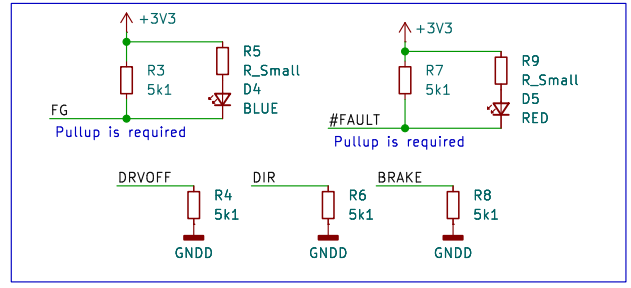 +3V3
R3
5k1
R5
R_Small
D4
BLUE
FG
Pullup is required
+3V3
R7
5k1
R9
R_Small
D5
RED
#FAULT
Pullup is required
DRVOFF
R4
5k1
GNDD
DIR
R6
5k1
GNDD
BRAKE
R8
5k1
GNDD